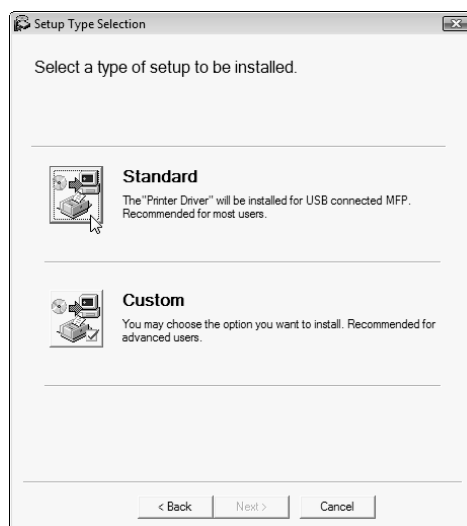 Setup Type Selection
Select a type of setup to be installed.
Standard
The"Printer Driver" will be installed for USB connected MFP.
Recommended for most users.
Custom
You may choose the option you want to install. Recommended for
advanced users.
< Back
Next >
Cancel